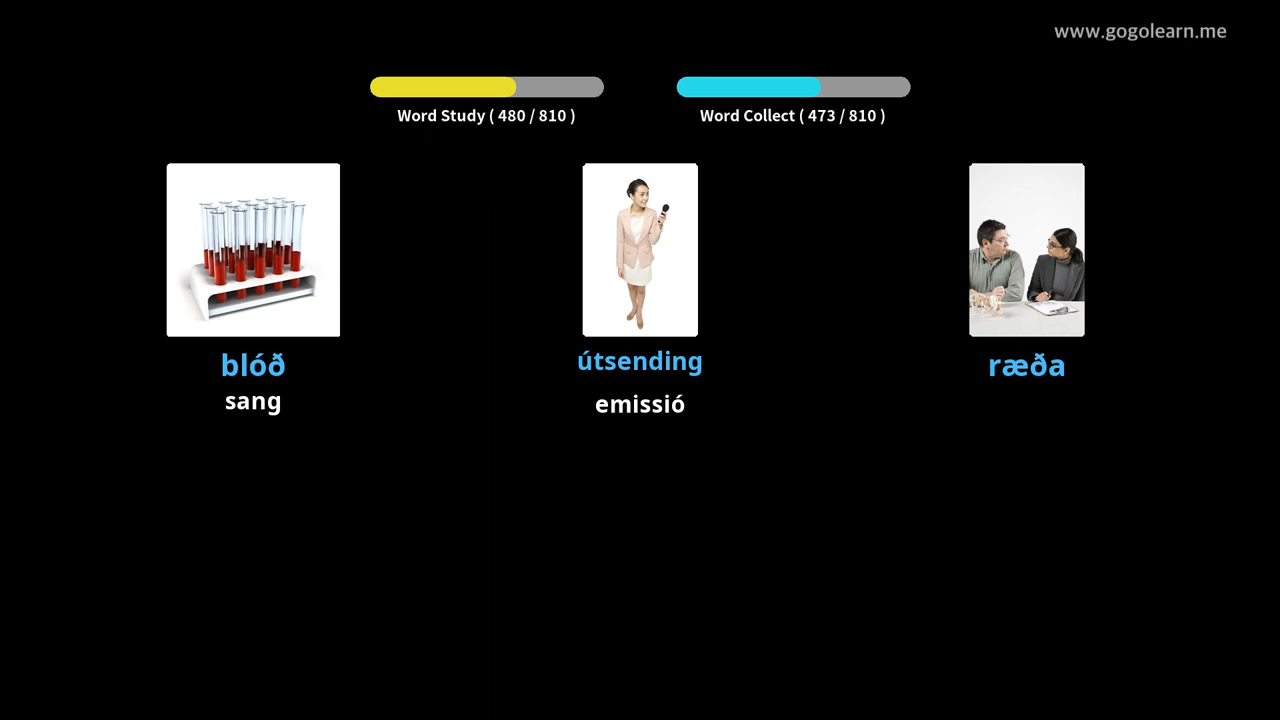 www.gogolearn.me
Word Study ( 480 / 810 )
Word Collect ( 473 / 810 )
blóð
sang
útsending
emissió
ræða